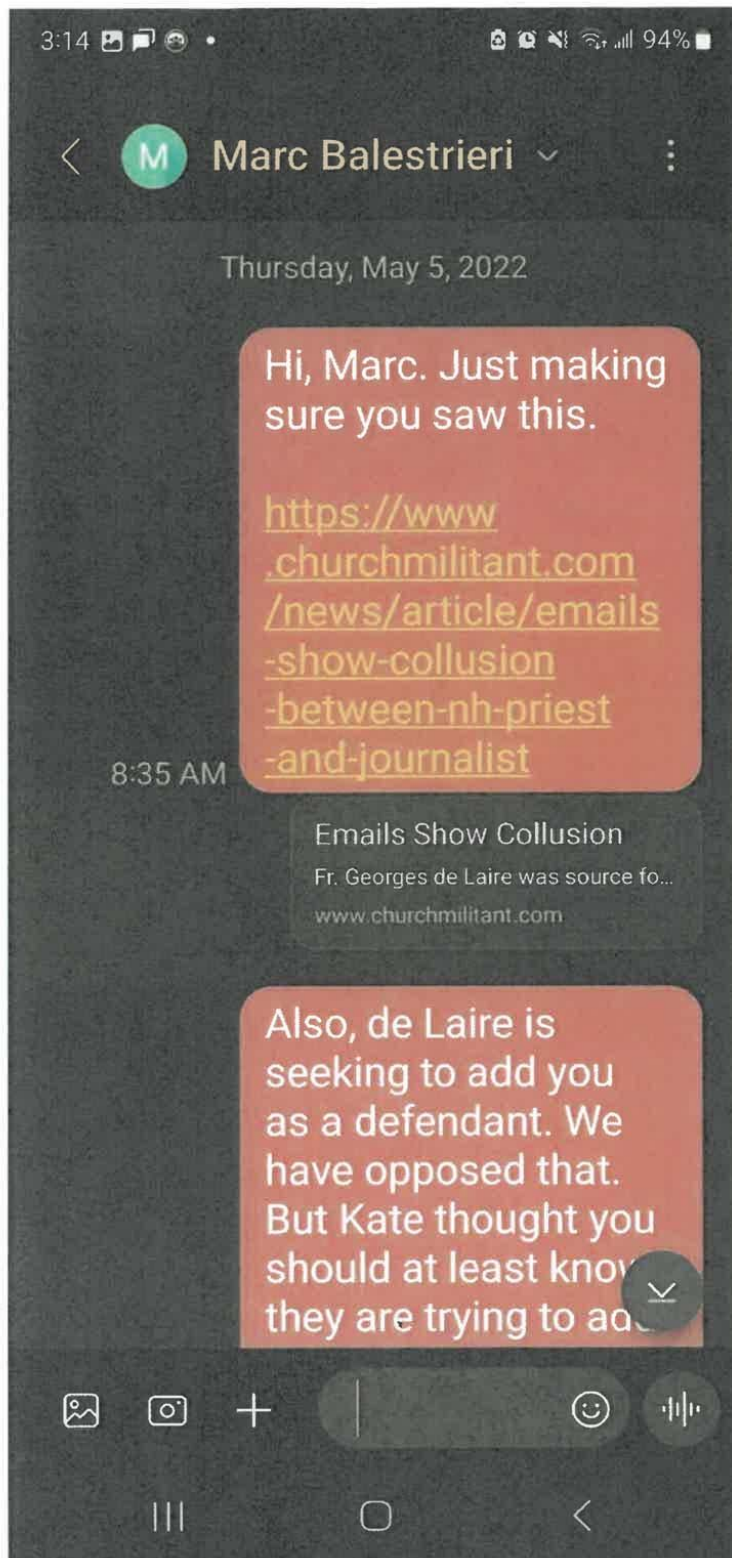 3:14 94%
M Marc Balestrieri
Thursday, May 5, 2022
Hi, Marc. Just making
sure you saw this.
https://www
.churchmilitant.com
/news/article/emails
-show-collusion
-between-nh-priest
-and-journalist
8:35 AM
Emails Show Collusion
Fr. Georges de Laire was source fo...
www.churchmilitant.com
Also, de Laire is
seeking to add you
as a defendant. We
have opposed that.
But Kate thought you
should at least know
they are trying to add